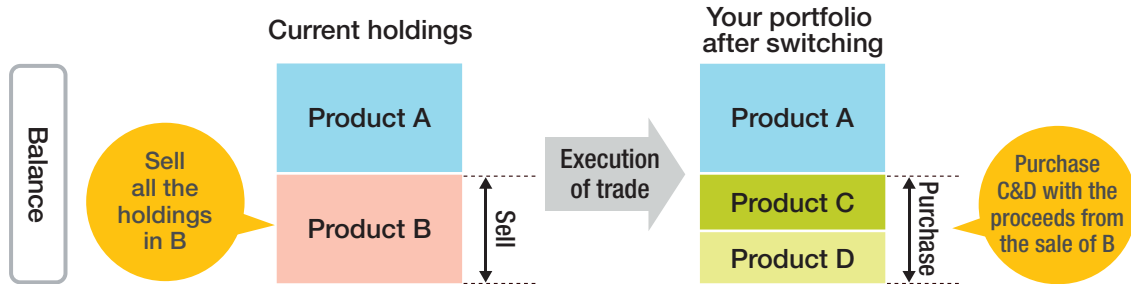 Balance
Current holdings
Product A
Product B
Sell
all the
holdings
in B
Sell
Execution
of trade
Your portfolio
after switching
Product A
Product C
Product D
Purchase
Purchase
C&D with the
proceeds from
the sale of B